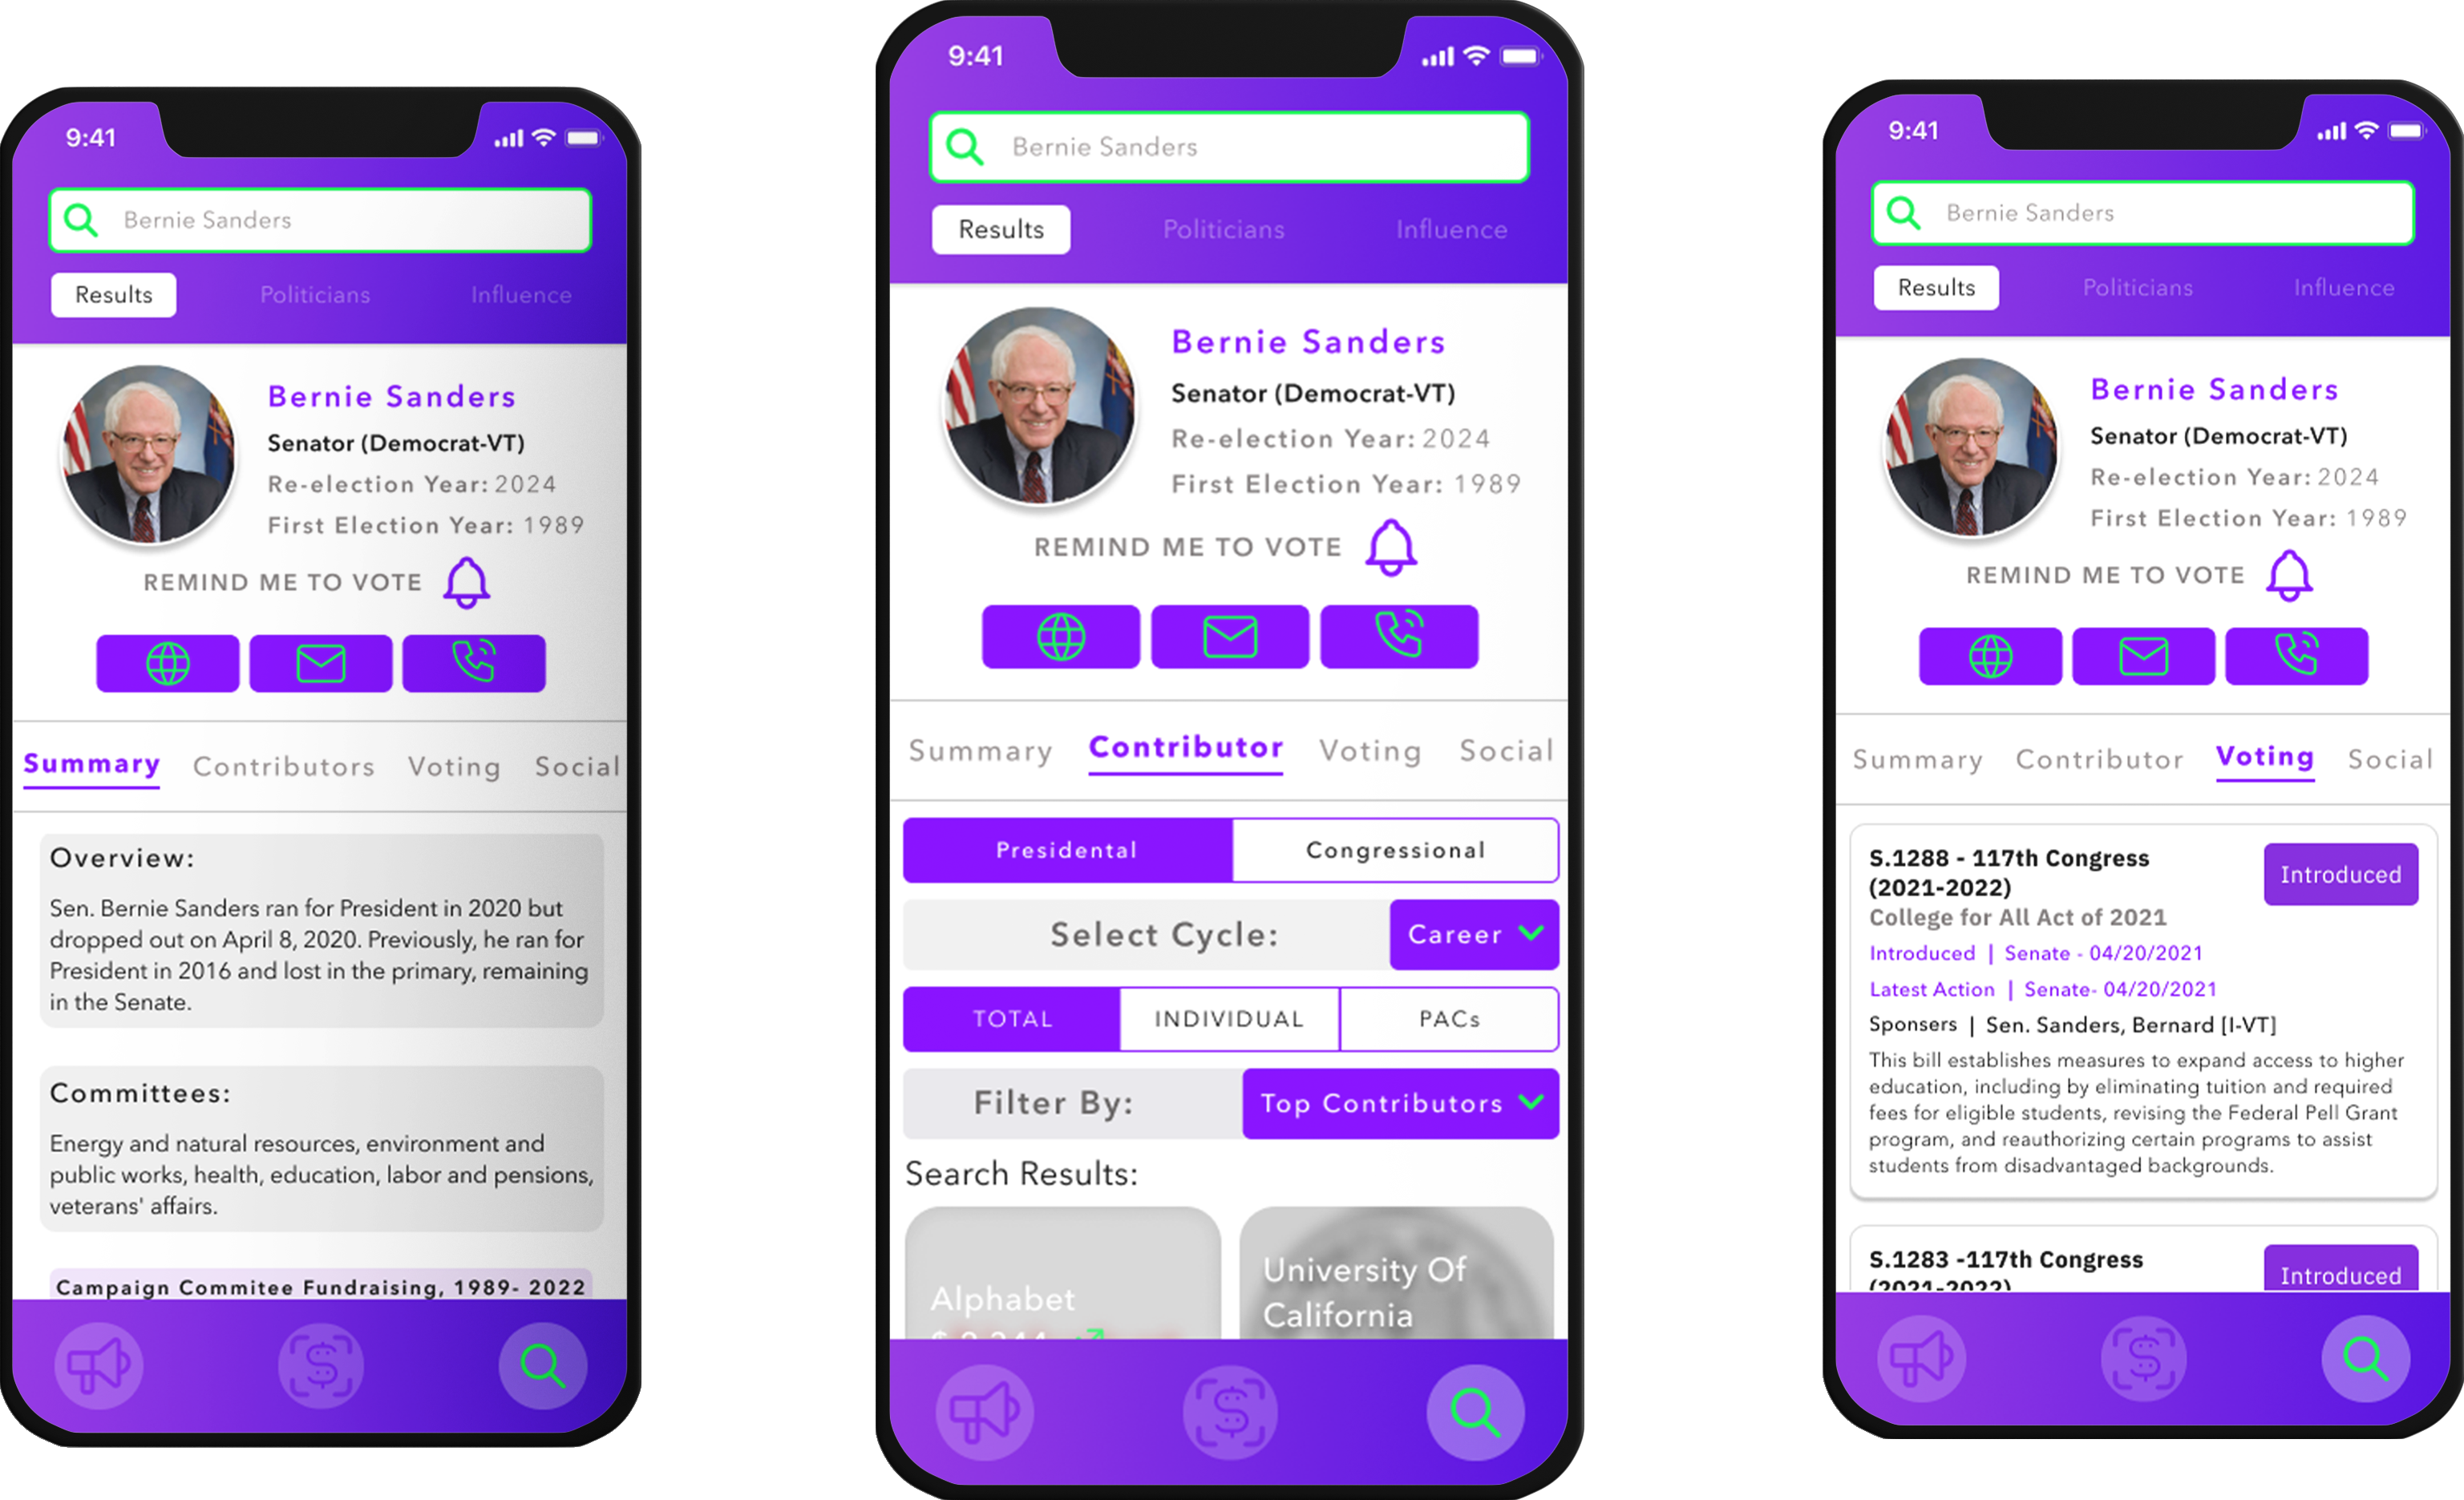 9:41
Bernie Sanders
Results Politicians Influence
Bernie Sanders
Senator (Democrat-VT)
Re-election Year: 2024
First Election Year: 1989
REMIND ME TO VOTE
Summary Contributors Voting Social
Overview:
Sen. Bernie Sanders ran for President in 2020 but
dropped out on April 8, 2020. Previously, he ran for
President in 2016 and lost in the primary, remaining
in the Senate.
Committees:
Energy and natural resources, environment and
public works, health, education, labor and pensions,
veterans' affairs.
Campaign Commitee Fundraising, 1989- 2022
9:41
Bernie Sanders
Results Politicians Influence
Bernie Sanders
Senator (Democrat-VT)
Re-election Year: 2024
First Election Year: 1989
REMIND ME TO VOTE
Summary Contributor Voting Social
Presidental Congressional
Select Cycle: Career
TOTAL INDIVIDUAL PACs
Filter By: Top Contributors
Search Results:
Alphabet
University Of
California
9:41
Bernie Sanders
Results Politicians Influence
Bernie Sanders
Senator (Democrat-VT)
Re-election Year: 2024
First Election Year: 1989
REMIND ME TO VOTE
Summary Contributor Voting Social
S.1288 - 117th Congress
(2021-2022)
Introduced
College for All Act of 2021
Introduced | Senate - 04/20/2021
Latest Action | Senate- 04/20/2021
Sponsers | Sen. Sanders, Bernard [I-VT]
This bill establishes measures to expand access to higher
education, including by eliminating tuition and required
fees for eligible students, revising the Federal Pell Grant
program, and reauthorizing certain programs to assist
students from disadvantaged backgrounds.
S.1283 -117th Congress
(2021-2022)
Introduced